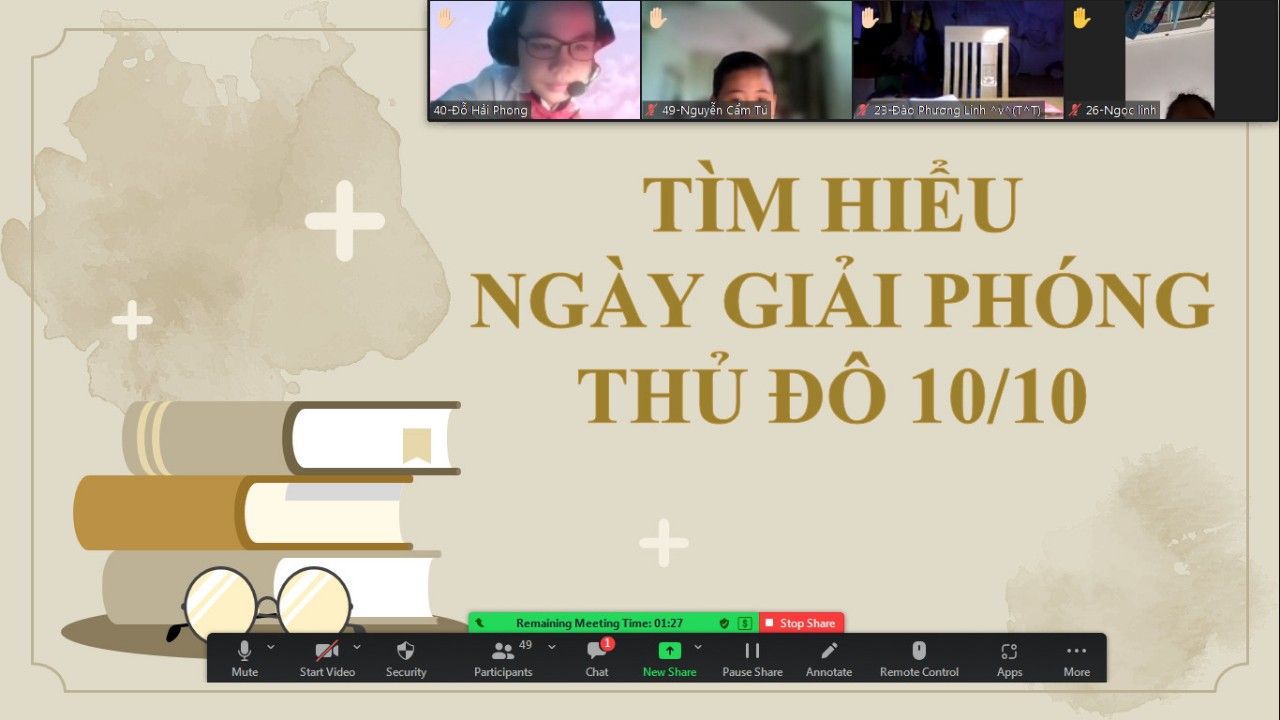 40-Đỗ Hải Phong
49-Nguyễn Cẩm Tú
23-Đào Phương Linh ^v^(T^T)
26-Ngọc linh
TÌM HIỂU
NGÀY GIẢI PHÓNG
THỦ ĐÔ 10/10
Remaining Meeting Time: 01:27
Stop Share
Mute
Start Video
Security
49
Participants
1
Chat
New Share
Pause Share
Annotate
Remote Control
Apps
More